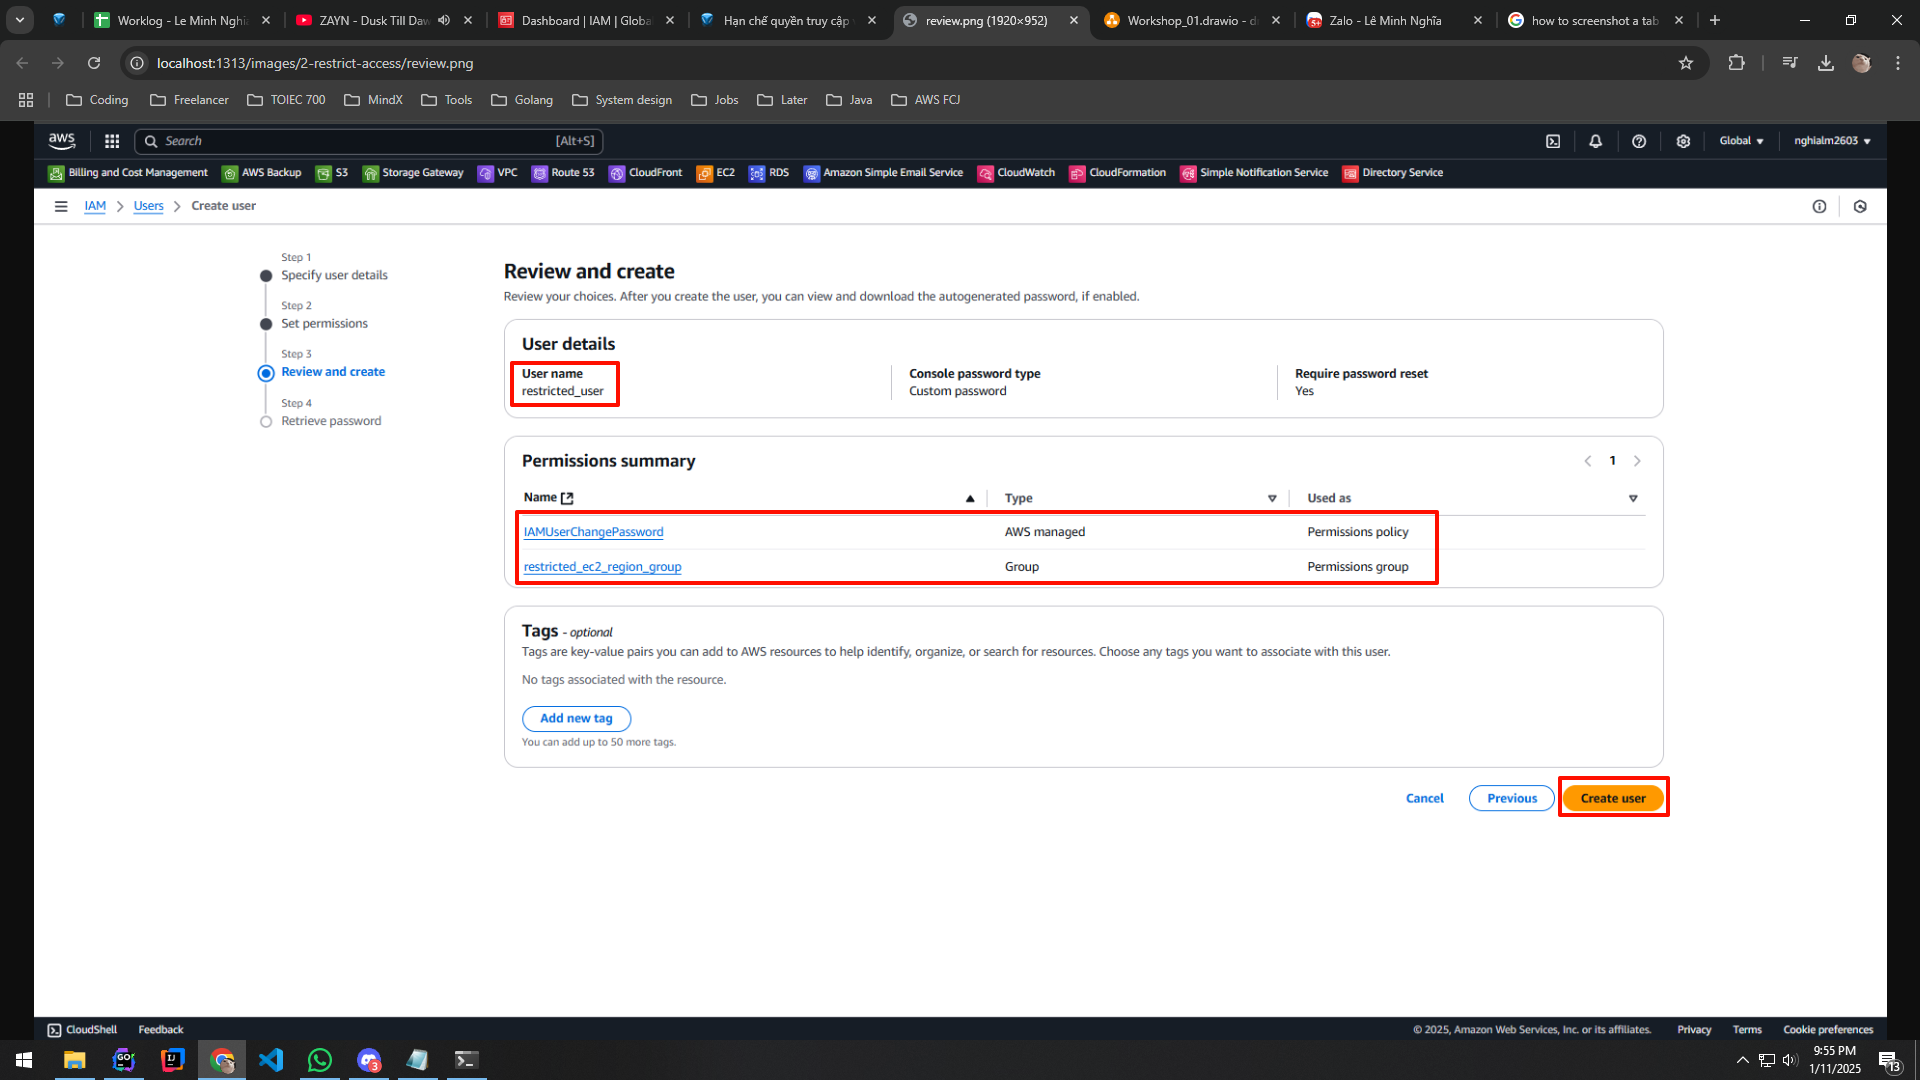 Worklog - Le Minh Nghia
ZAYN - Dusk Till Daw
Dashboard | IAM | Global
Hạn chế quyền truy cập v
review.png (1920×952)
Workshop_01.drawio - d
Zalo - Lê Minh Nghĩa
how to screenshot a tab
localhost:1313/images/2-restrict-access/review.png
Coding
Freelancer
TOIEC 700
MindX
Tools
Golang
System design
Jobs
Later
Java
AWS FCJ
aws
Search
[Alt+S]
Global
nghialm2603
Billing and Cost Management
AWS Backup
S3
Storage Gateway
VPC
Route 53
CloudFront
EC2
RDS
Amazon Simple Email Service
CloudWatch
CloudFormation
Simple Notification Service
Directory Service
IAM
Users
Create user
Step 1
Specify user details
Step 2
Set permissions
Step 3
Review and create
Step 4
Retrieve password
Review and create
Review your choices. After you create the user, you can view and download the autogenerated password, if enabled.
User details
User name
restricted_user
Console password type
Custom password
Require password reset
Yes
Permissions summary
1
Name
Type
Used as
IAMUserChangePassword
AWS managed
Permissions policy
restricted_ec2_region_group
Group
Permissions group
Tags - optional
Tags are key-value pairs you can add to AWS resources to help identify, organize, or search for resources. Choose any tags you want to associate with this user.
No tags associated with the resource.
Add new tag
You can add up to 50 more tags.
Cancel
Previous
Create user
CloudShell
Feedback
© 2025, Amazon Web Services, Inc. or its affiliates.
Privacy
Terms
Cookie preferences
GO
IJ
3
9:55 PM
1/11/2025
13